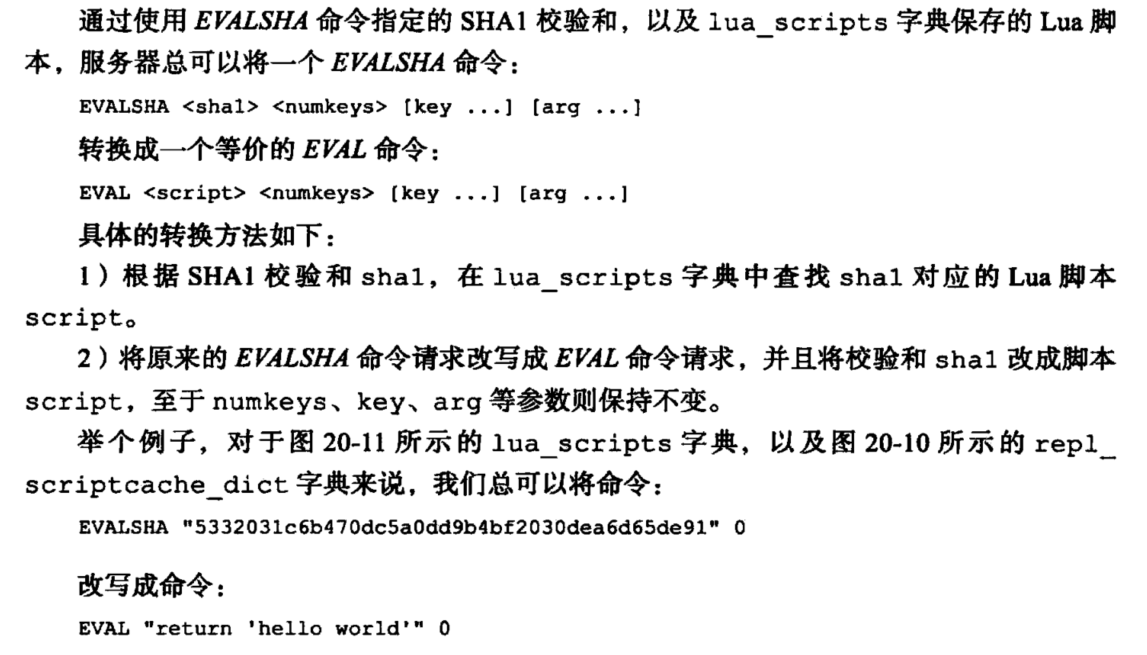 通过使用 EVALSHA 命令指定的 SHA1 校验和，以及 lua_scripts 字典保存的 Lua 脚
本，服务器总可以将一个 EVALSHA 命令：
EVALSHA <sha1> <numkeys> [key ...] [arg ...]
转换成一个等价的 EVAL 命令：
EVAL <script> <numkeys> [key ...] [arg ...]
具体的转换方法如下：
1）根据 SHA1 校验和 sha1，在 lua_scripts 字典中查找 sha1 对应的 Lua 脚本
script。
2）将原来的 EVALSHA 命令请求改写成 EVAL 命令请求，并且将校验和 sha1 改成脚本
script，至于 numkeys、key、arg 等参数则保持不变。
举个例子，对于图 20-11 所示的 lua_scripts 字典，以及图 20-10 所示的 repl_
scriptcache_dict 字典来说，我们总可以将命令：
EVALSHA "5332031c6b470dc5a0dd9b4bf2030dea6d65de91" 0
改写成命令：
EVAL "return 'hello world'" 0